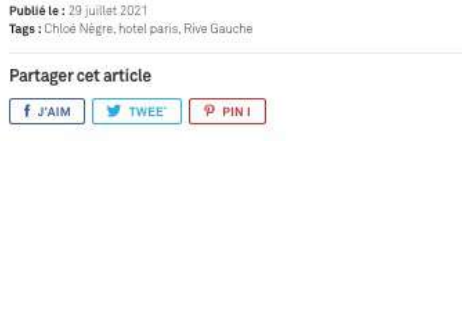 Publié le : 29 juillet 2021
Tags : Chloé Nègre, hotel paris, Rive Gauche
Partager cet article
J'AIM TWEE PIN I